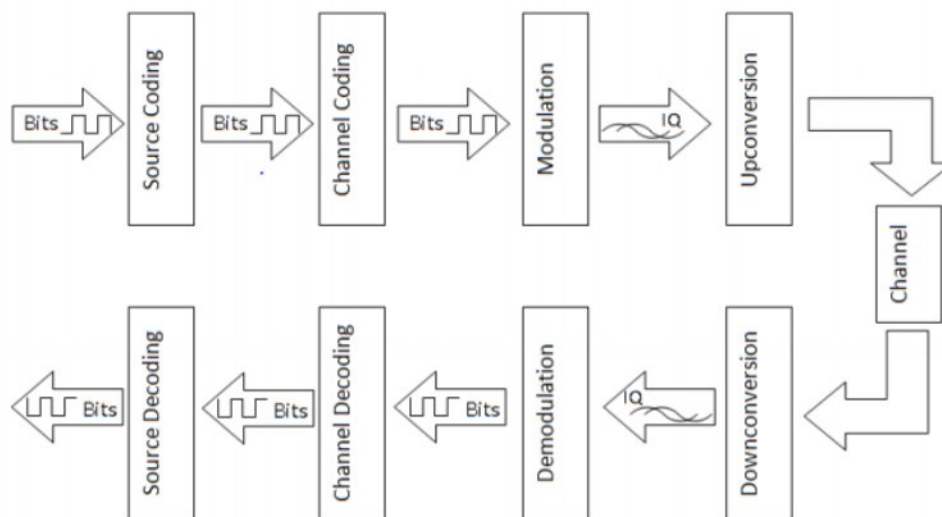 Bits
Source Coding
Bits
Channel Coding
Bits
Modulation
IQ
Upconversion
Channel
Downconversion
IQ
Demodulation
Bits
Channel Decoding
Bits
Source Decoding
Bits